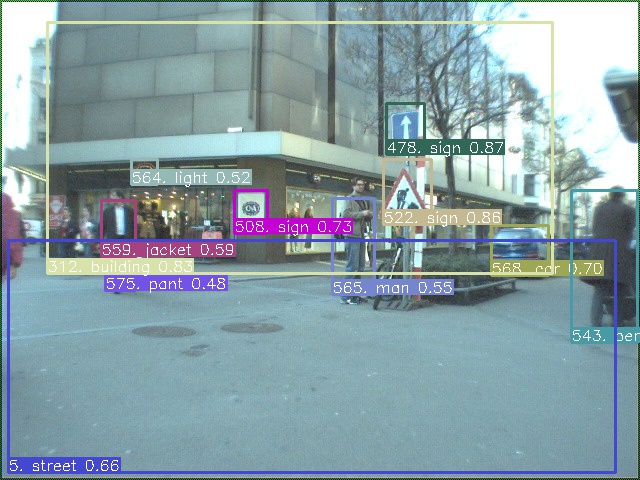 478. sign 0.87
564. light 0.52
522. sign 0.86
508. sign 0.73
559. jacket 0.59
312. building 0.83
568. car 0.70
575. pant 0.48
565. man 0.55
543. per
5. street 0.66